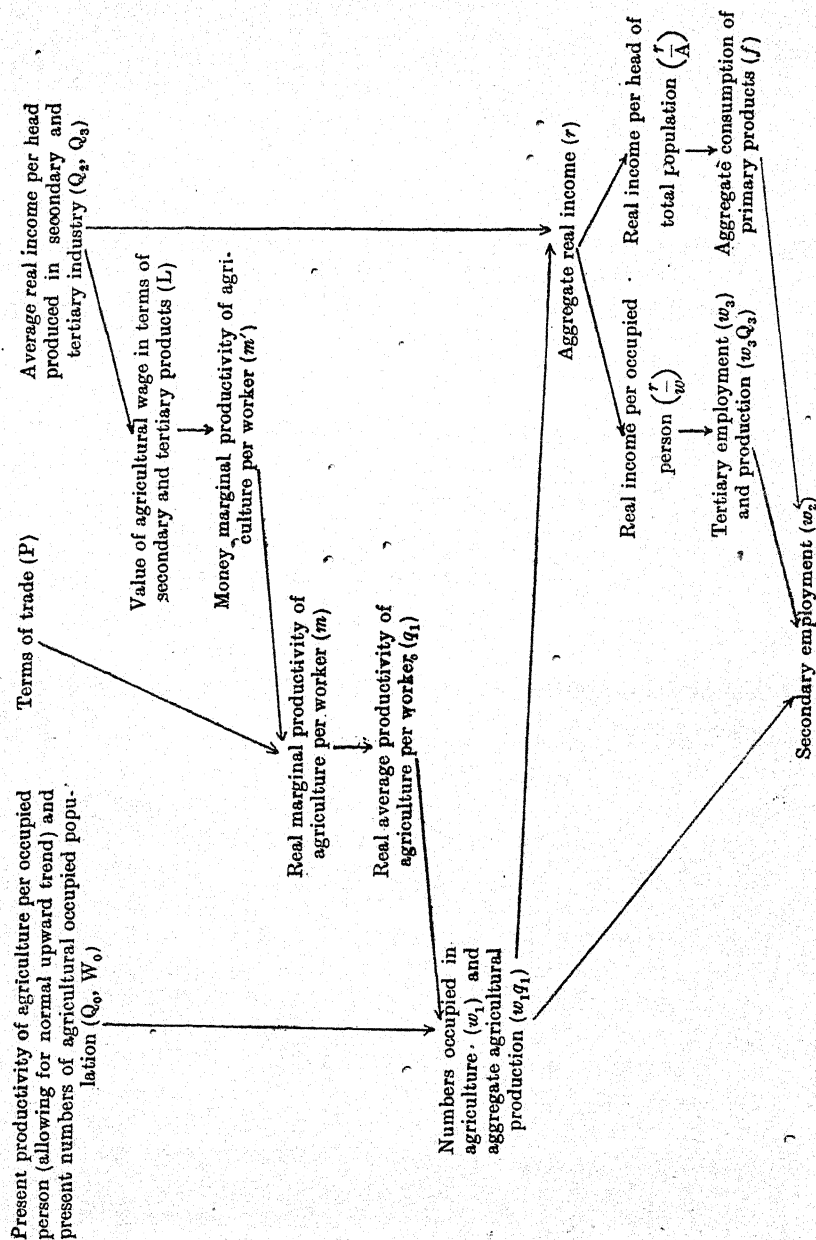 Present productivity of agriculture per occupied
person (allowing for normal upward trend) and
present numbers of agricultural occupied popu-
lation (Q₀, W₀)
Terms of trade (P)
Average real income per head
produced in secondary and
tertiary industry (Q₂, Q₃)
Value of agricultural wage in terms of
secondary and tertiary products (L)
Money marginal productivity of agri-
culture per worker (m′)
Real marginal productivity of
agriculture per worker (m)
Real average productivity of
agriculture per worker (q₁)
Numbers occupied in
agriculture (w₁) and
aggregate agricultural
production (w₁q₁)
Aggregate real income (r)
Real income per occupied
person (r/w)
Real income per head of
total population (r/A)
Tertiary employment (w₃)
and production (w₃Q₃)
Aggregate consumption of
primary products (f)
Secondary employment (w₂)